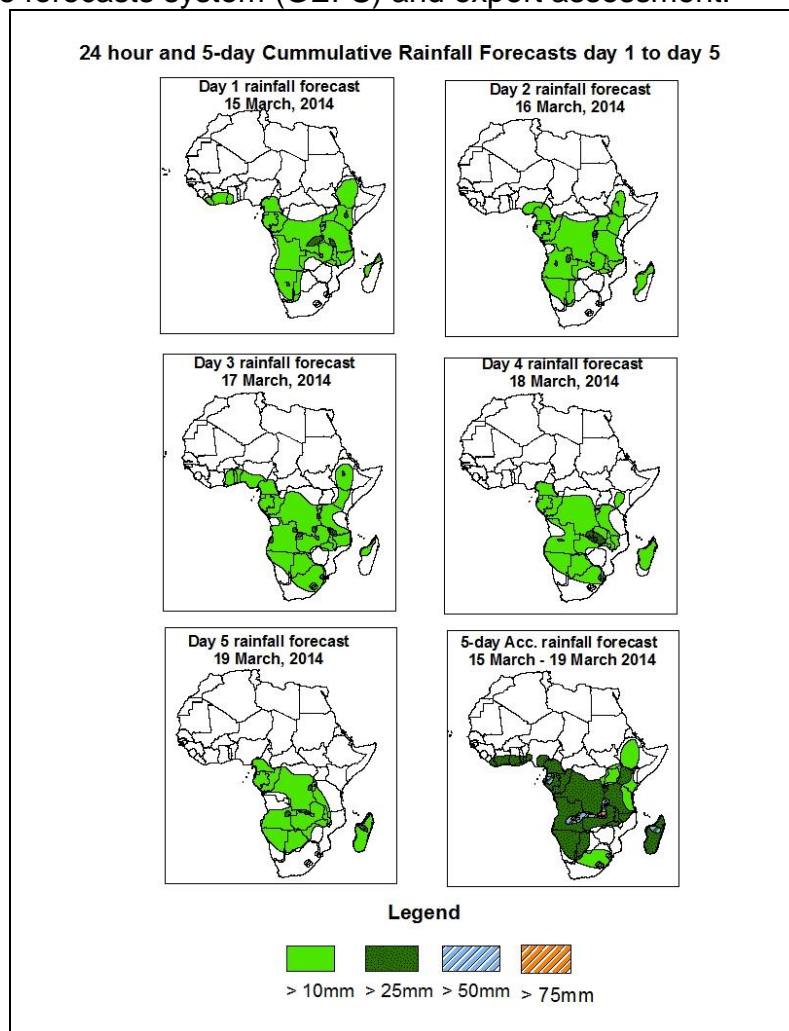 forecasts system (GEFS) and expert assessment.
24 hour and 5-day Cummulative Rainfall Forecasts day 1 to day 5
Day 1 rainfall forecast
15 March, 2014
Day 2 rainfall forecast
16 March, 2014
Day 3 rainfall forecast
17 March, 2014
Day 4 rainfall forecast
18 March, 2014
Day 5 rainfall forecast
19 March, 2014
5-day Acc. rainfall forecast
15 March - 19 March 2014
Legend
> 10mm > 25mm > 50mm > 75mm